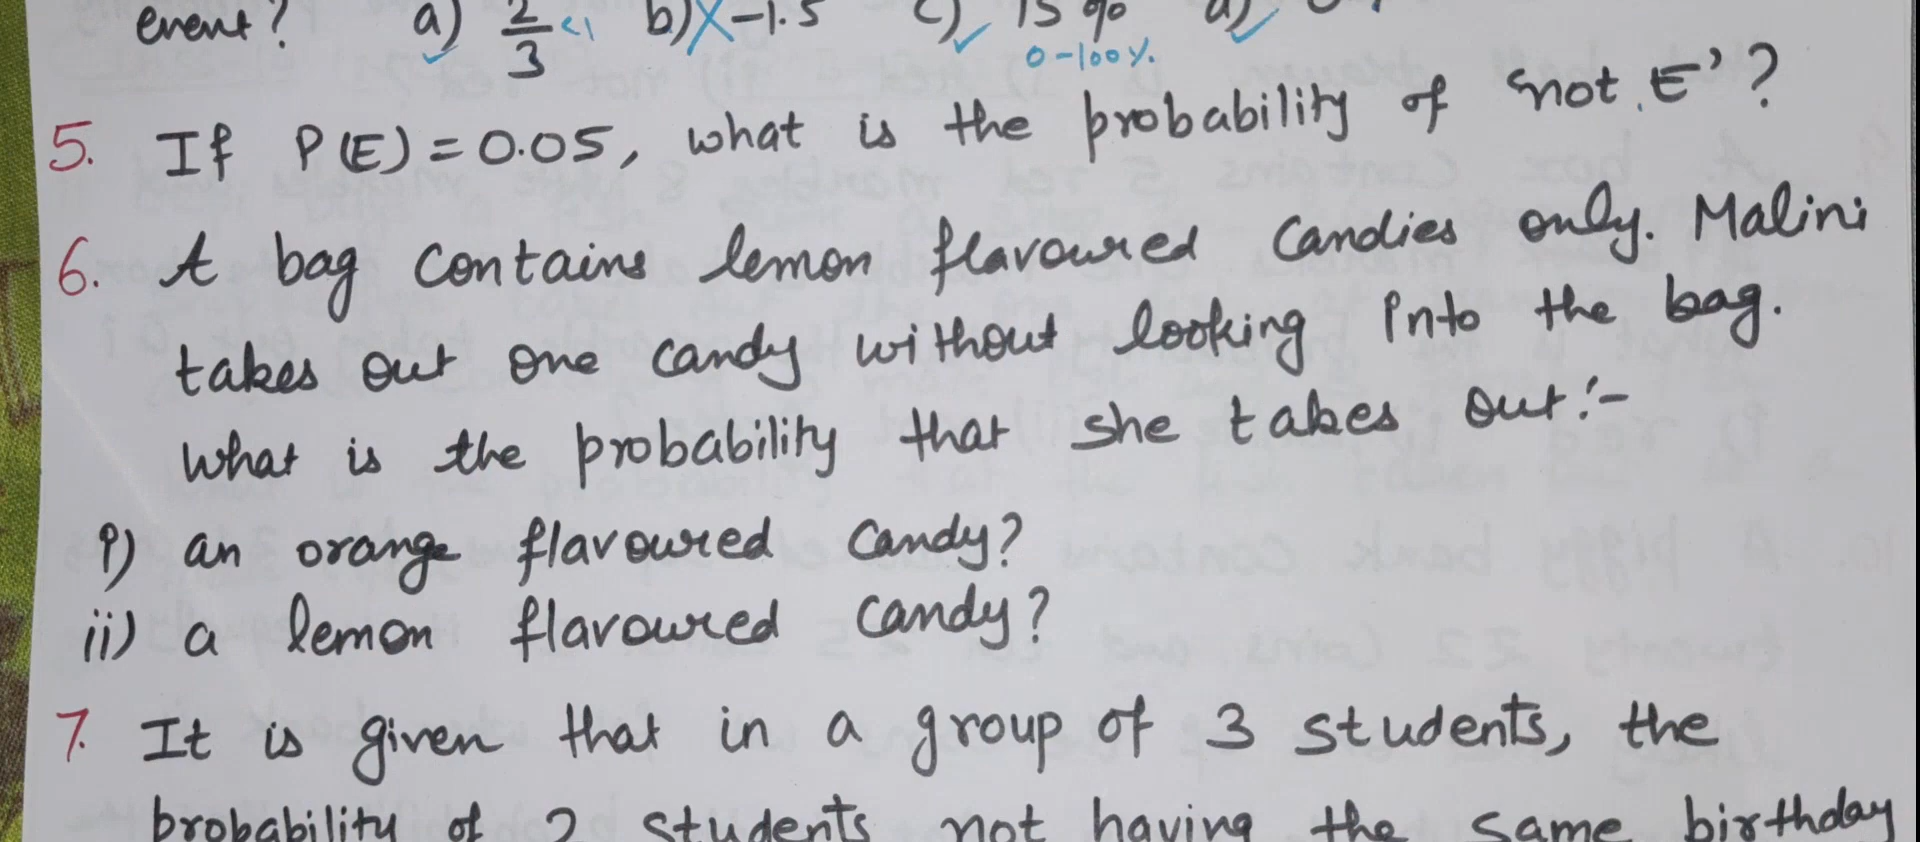 event? a) 2/3 <1 b) X -1.5 c) 15% d)
0-100%.
5. If P(E) = 0.05, what is the probability of 'not E'?
6. A bag contains lemon flavoured candies only. Malini
takes out one candy without looking into the bag.
What is the probability that she takes out:-
i) an orange flavoured candy?
ii) a lemon flavoured candy?
7. It is given that in a group of 3 students, the
probability of 2 students not having the same birthday